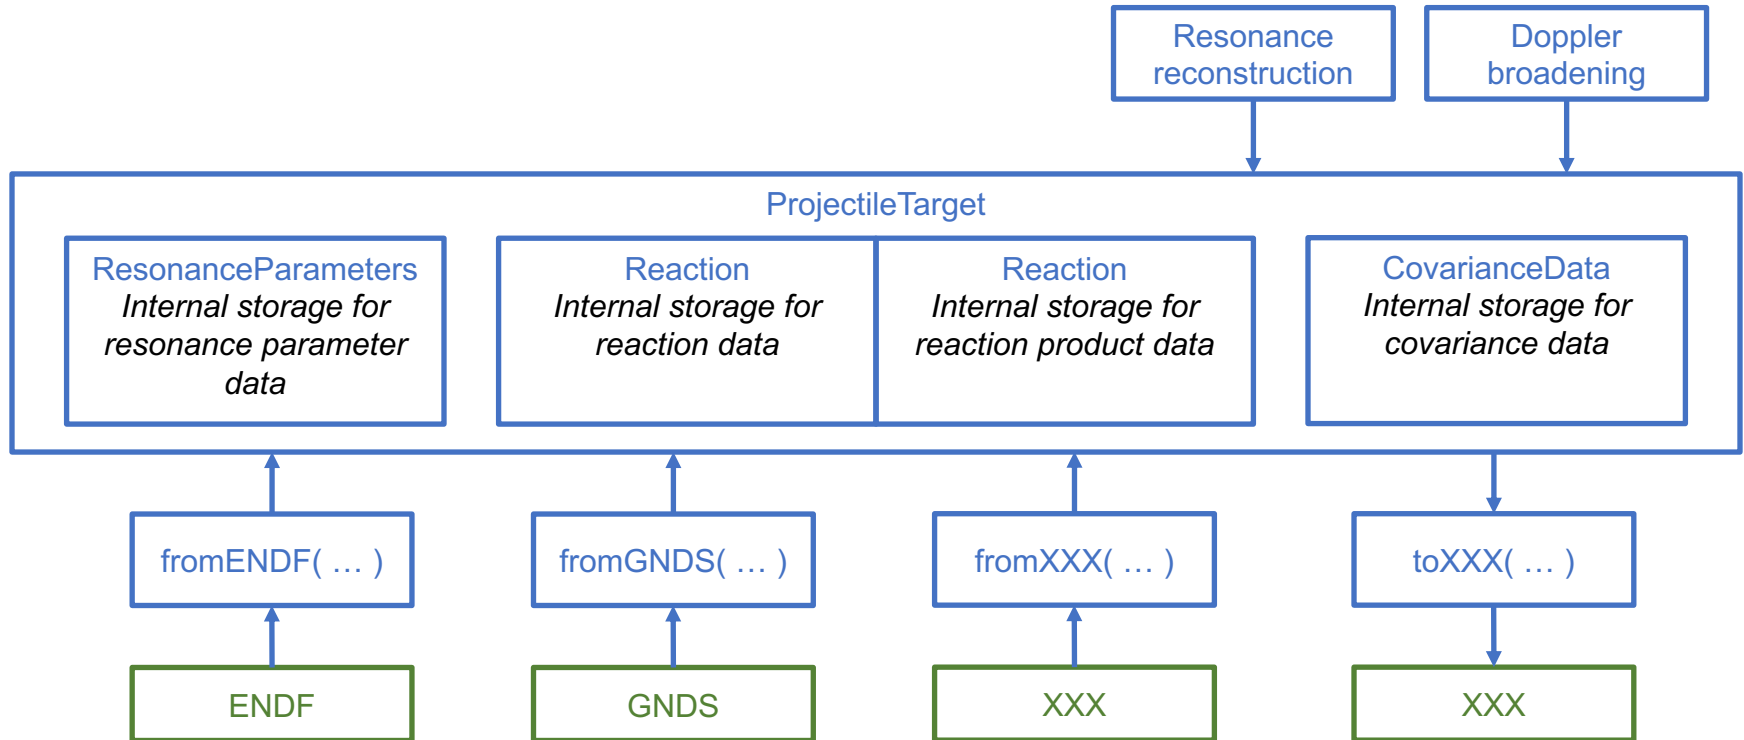 Resonance
reconstruction
Doppler
broadening
ProjectileTarget
ResonanceParameters
Internal storage for
resonance parameter
data
Reaction
Internal storage for
reaction data
Reaction
Internal storage for
reaction product data
CovarianceData
Internal storage for
covariance data
fromENDF( … )
fromGNDS( … )
fromXXX( … )
toXXX( … )
ENDF
GNDS
XXX
XXX